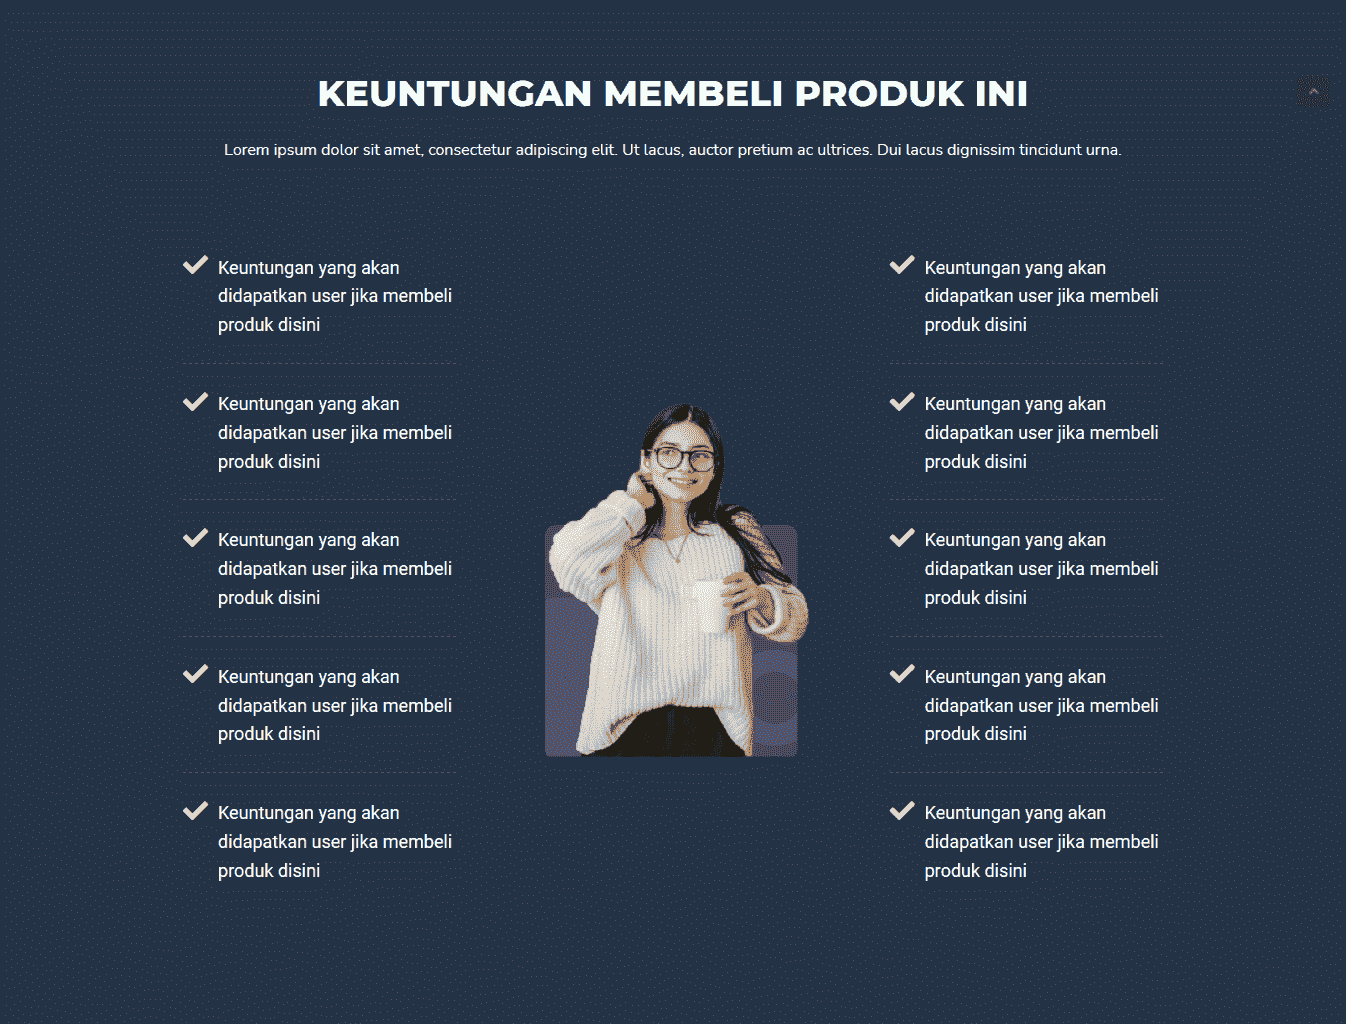 KEUNTUNGAN MEMBELI PRODUK INI
Lorem ipsum dolor sit amet, consectetur adipiscing elit. Ut lacus, auctor pretium ac ultrices. Dui lacus dignissim tincidunt urna.
Keuntungan yang akan
didapatkan user jika membeli
produk disini
Keuntungan yang akan
didapatkan user jika membeli
produk disini
Keuntungan yang akan
didapatkan user jika membeli
produk disini
Keuntungan yang akan
didapatkan user jika membeli
produk disini
Keuntungan yang akan
didapatkan user jika membeli
produk disini
Keuntungan yang akan
didapatkan user jika membeli
produk disini
Keuntungan yang akan
didapatkan user jika membeli
produk disini
Keuntungan yang akan
didapatkan user jika membeli
produk disini
Keuntungan yang akan
didapatkan user jika membeli
produk disini
Keuntungan yang akan
didapatkan user jika membeli
produk disini